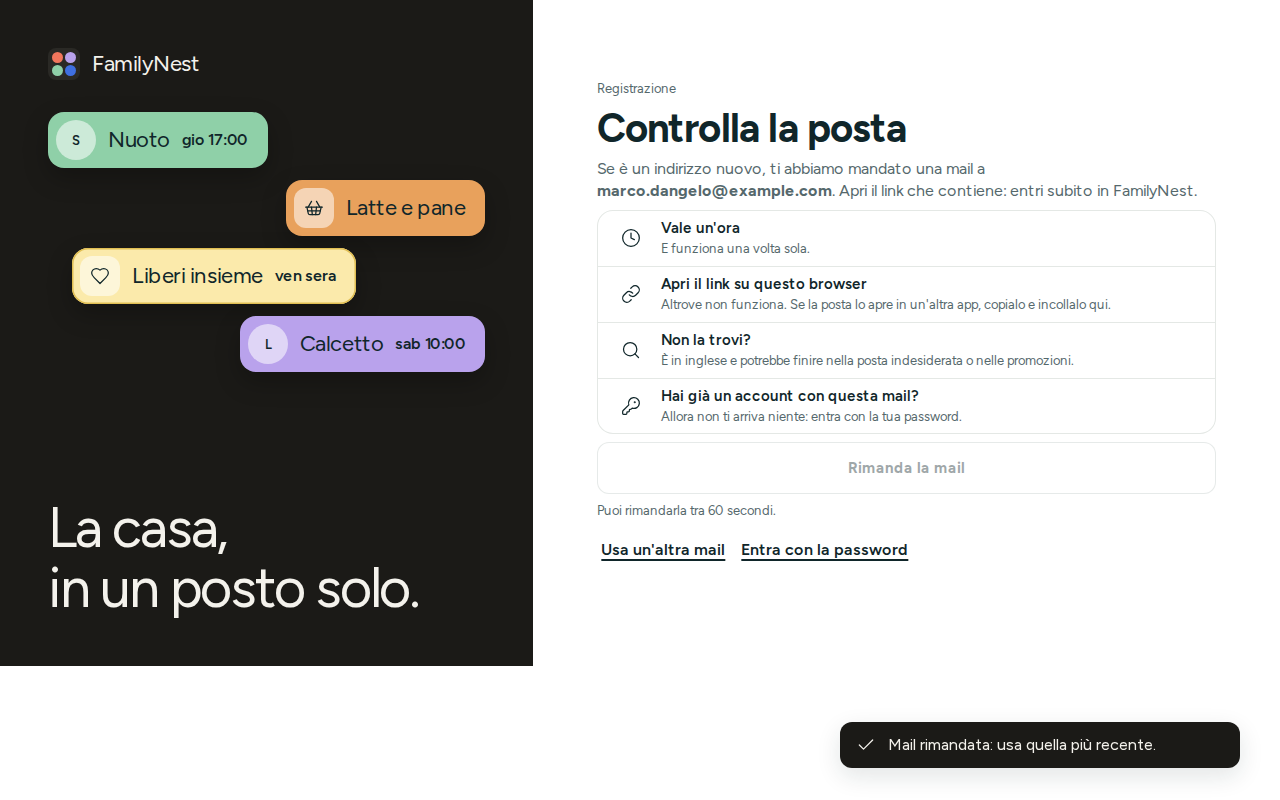 FamilyNest
S Nuoto gio 17:00
Latte e pane
Liberi insieme ven sera
L Calcetto sab 10:00
La casa,
in un posto solo.
Registrazione
Controlla la posta
Se è un indirizzo nuovo, ti abbiamo mandato una mail a
marco.dangelo@example.com. Apri il link che contiene: entri subito in FamilyNest.
Vale un'ora
E funziona una volta sola.
Apri il link su questo browser
Altrove non funziona. Se la posta lo apre in un'altra app, copialo e incollalo qui.
Non la trovi?
È in inglese e potrebbe finire nella posta indesiderata o nelle promozioni.
Hai già un account con questa mail?
Allora non ti arriva niente: entra con la tua password.
Rimanda la mail
Puoi rimandarla tra 60 secondi.
Usa un'altra mail Entra con la password
Mail rimandata: usa quella più recente.